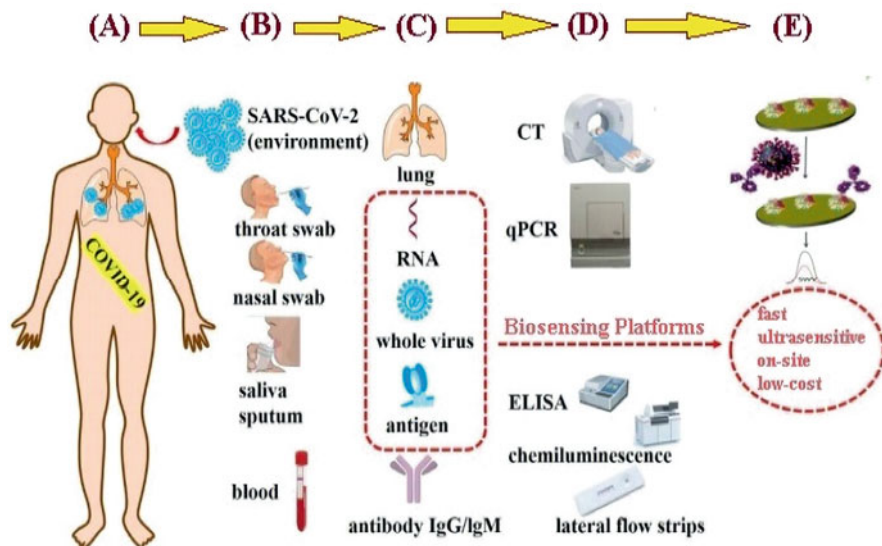 (A)
(B)
(C)
(D)
(E)
COVID-19
SARS-CoV-2
(environment)
throat swab
nasal swab
saliva
sputum
blood
lung
RNA
whole virus
antigen
antibody IgG/IgM
CT
qPCR
Biosensing Platforms
ELISA
chemiluminescence
lateral flow strips
fast
ultrasensitive
on-site
low-cost